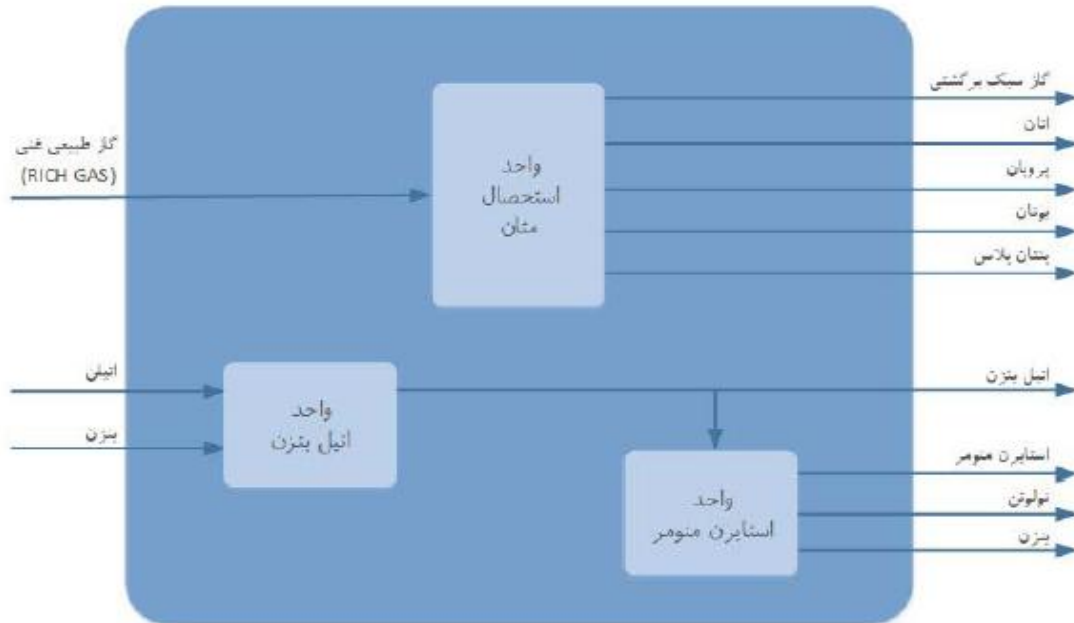 گاز سبک برگشتی
اتان
پروپان
بوتان
پنتان پلاس
گاز طبیعی غنی
(RICH GAS)
واحد
استحصال
متان
اتیلن
بنزن
واحد
اتیل بنزن
اتیل بنزن
واحد
استایرن منومر
استایرن منومر
تولوئن
بنزن